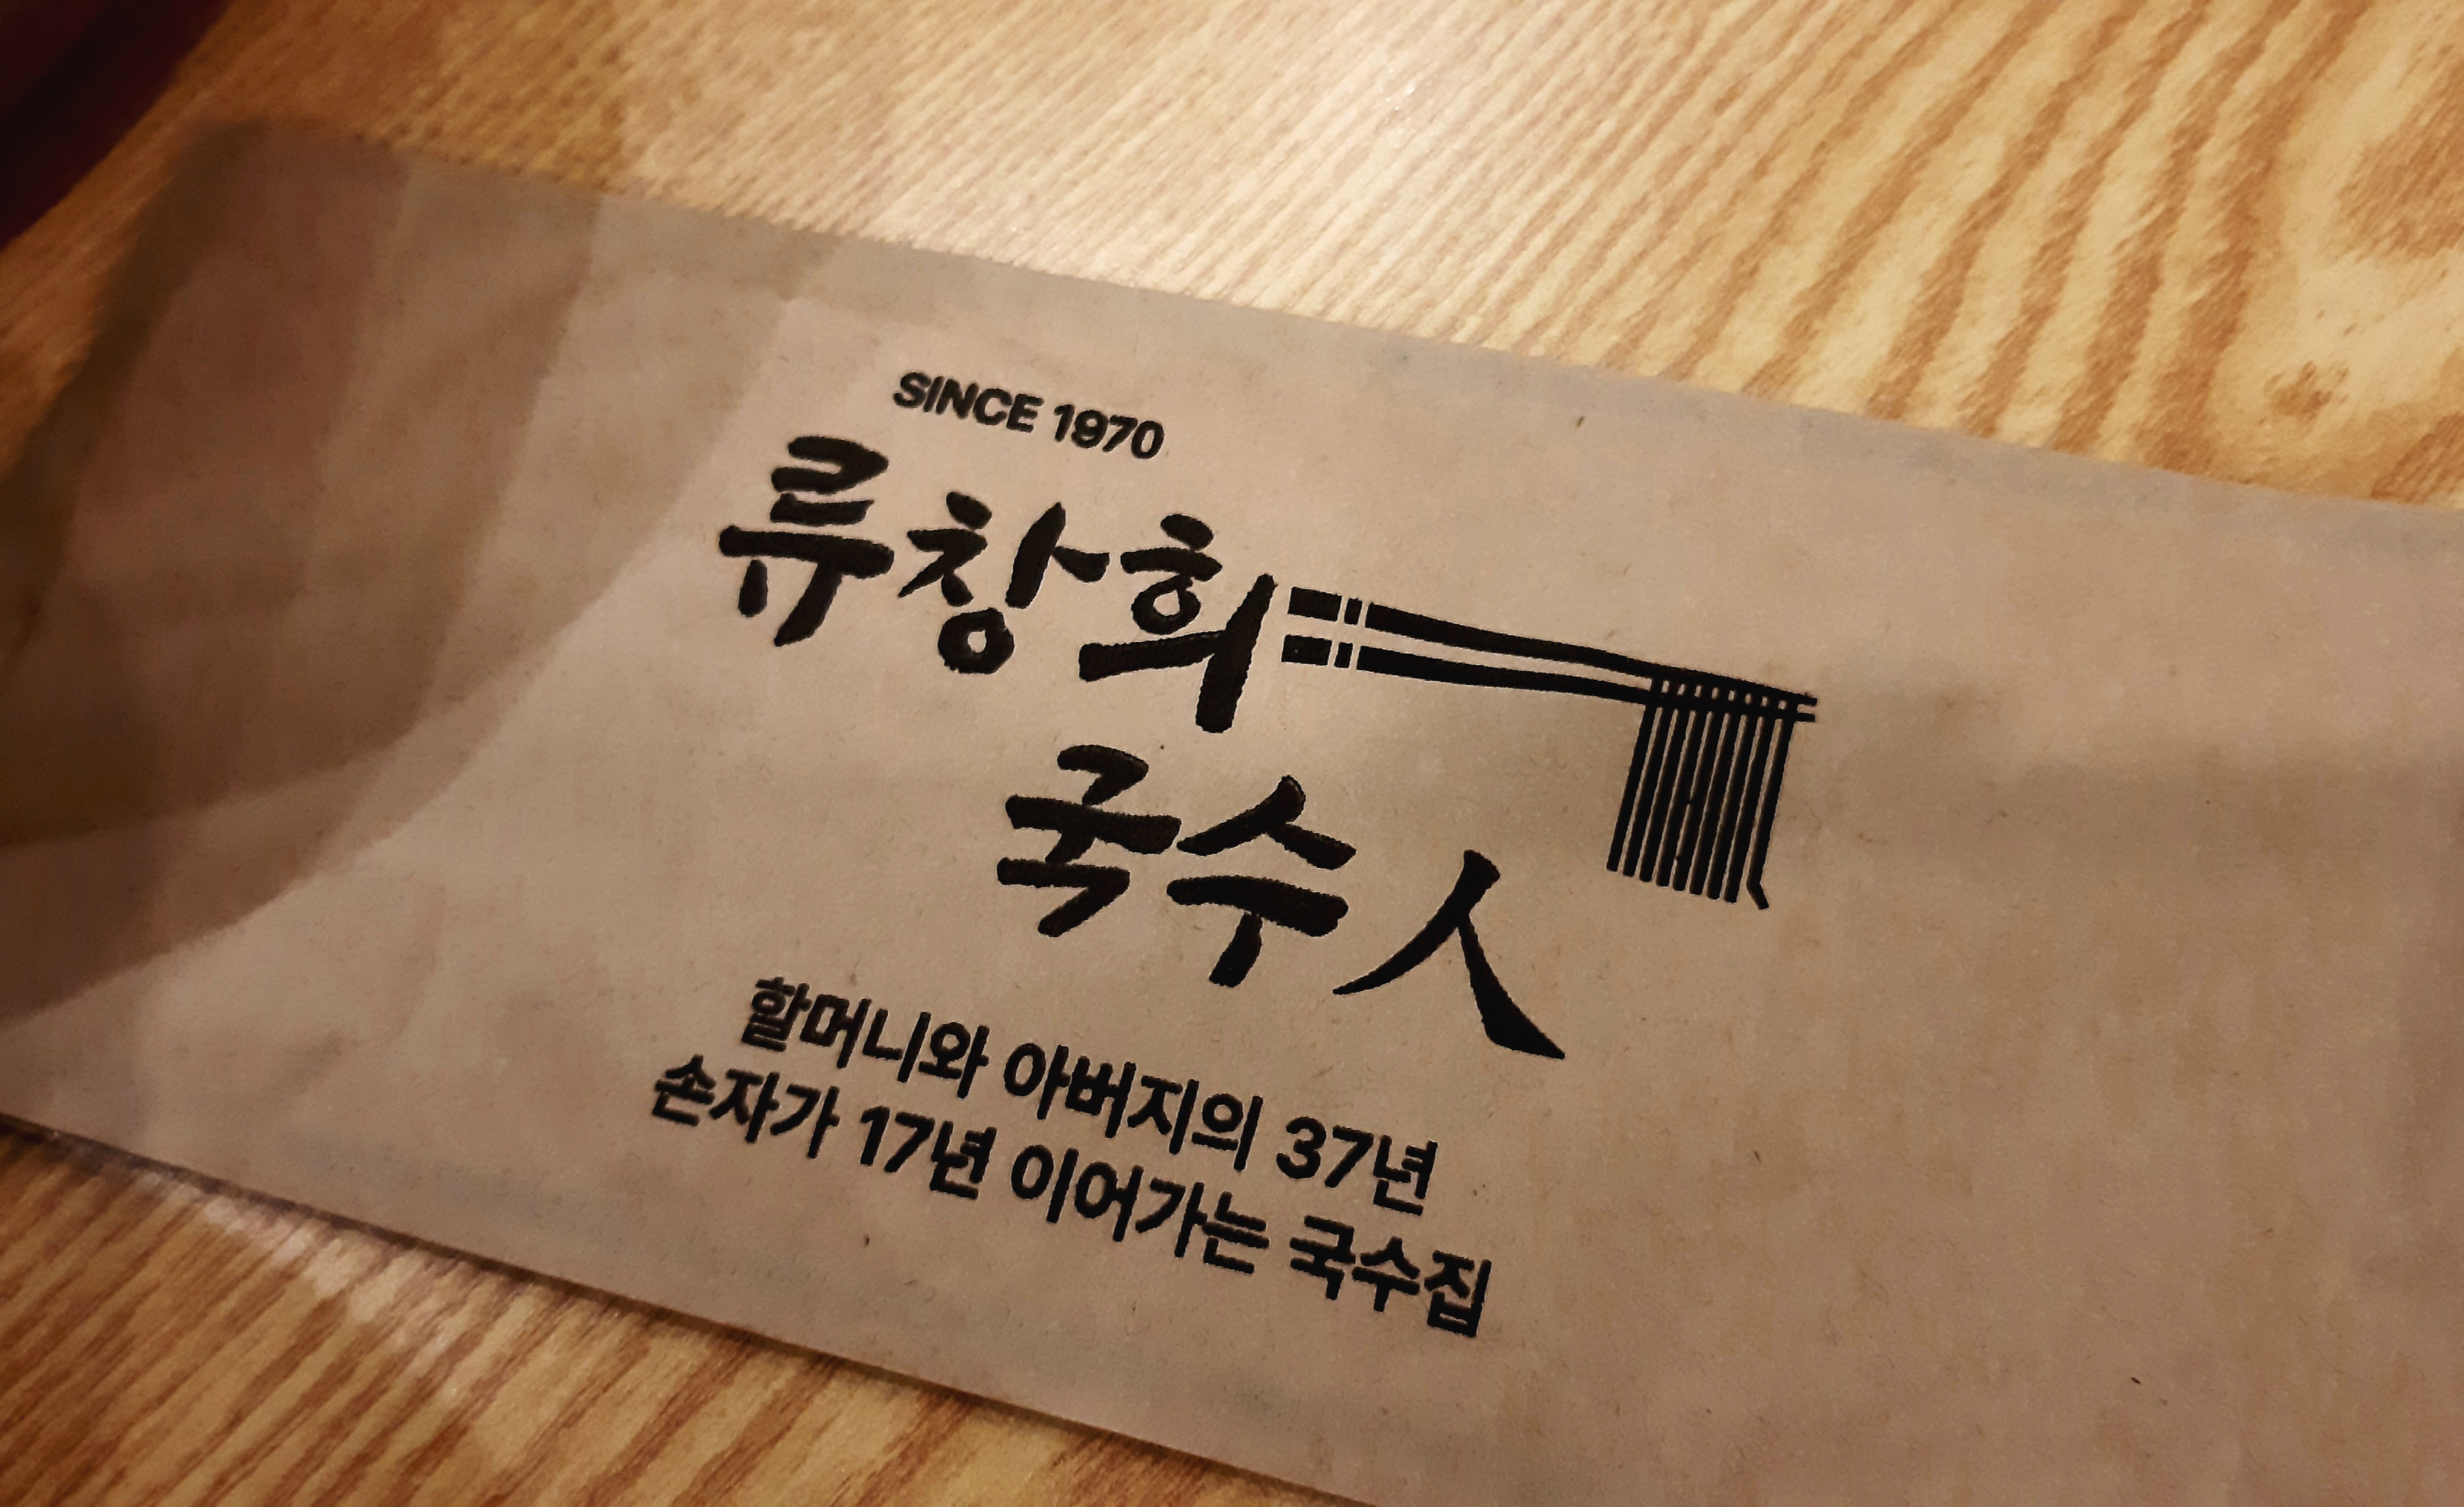 SINCE 1970
류창희
국수人
할머니와 아버지의 37년
손자가 17년 이어가는 국수집